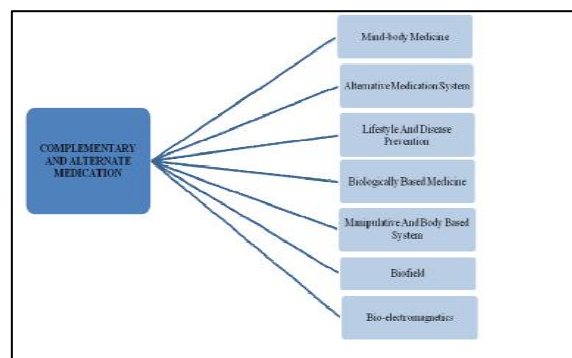 COMPLEMENTARY
AND ALTERNATE
MEDICATION
Mind-body Medicine
Alternative Medication System
Lifestyle And Disease
Prevention
Biologically Based Medicine
Manipulative And Body Based
System
Biofield
Bio-electromagnetics